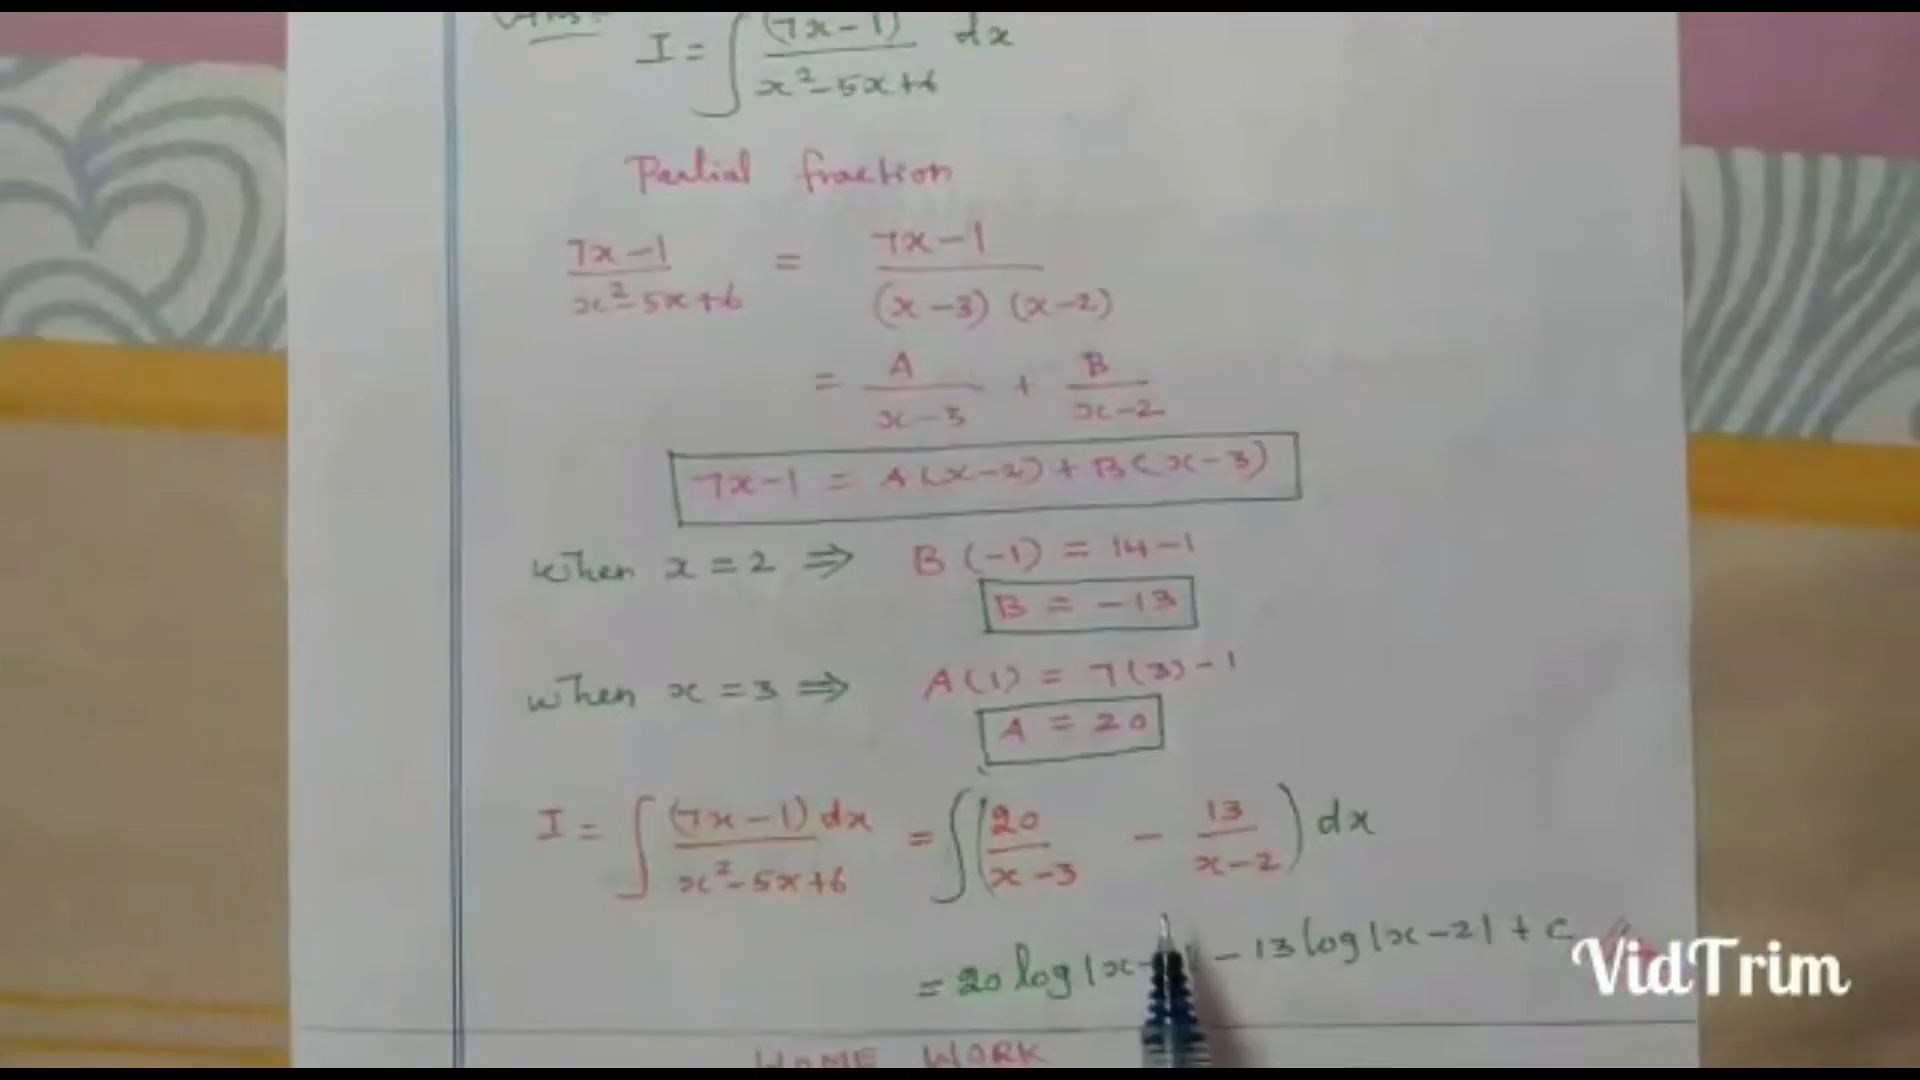 I = ∫ (7x-1) / x²-5x+6 dx
Partial fraction
7x-1 / x²-5x+6 = 7x-1 / (x-3) (x-2)
= A / x-3 + B / x-2
7x-1 = A(x-2) + B(x-3)
when x = 2 ⇒ B(-1) = 14-1
B = -13
when x = 3 ⇒ A(1) = 7(3)-1
A = 20
I = ∫ (7x-1)dx / x²-5x+6 = ∫ (20 / x-3 - 13 / x-2) dx
= 20 log|x- | - 13 log|x-2| + c
VidTrim
HOME WORK